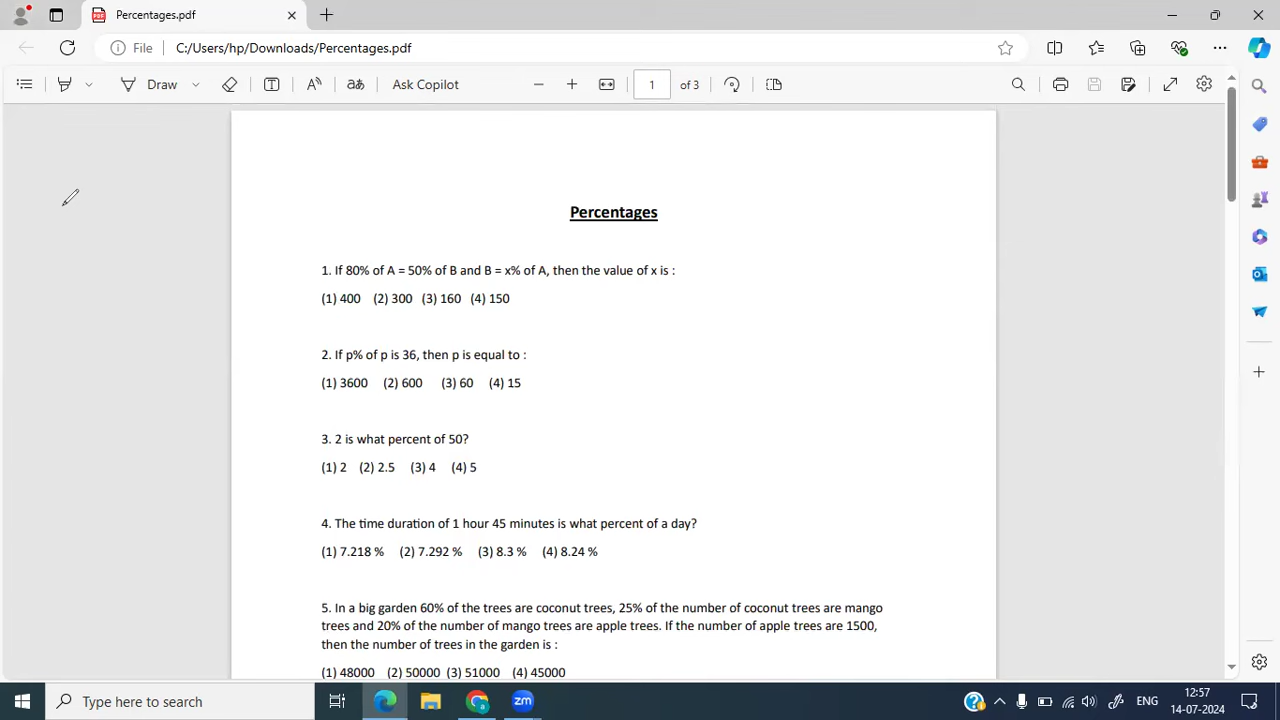 Percentages.pdf
File C:/Users/hp/Downloads/Percentages.pdf
Draw
aあ
Ask Copilot
1 of 3
Percentages
1. If 80% of A = 50% of B and B = x% of A, then the value of x is :
(1) 400 (2) 300 (3) 160 (4) 150
2. If p% of p is 36, then p is equal to :
(1) 3600 (2) 600 (3) 60 (4) 15
3. 2 is what percent of 50?
(1) 2 (2) 2.5 (3) 4 (4) 5
4. The time duration of 1 hour 45 minutes is what percent of a day?
(1) 7.218 % (2) 7.292 % (3) 8.3 % (4) 8.24 %
5. In a big garden 60% of the trees are coconut trees, 25% of the number of coconut trees are mango
trees and 20% of the number of mango trees are apple trees. If the number of apple trees are 1500,
then the number of trees in the garden is :
(1) 48000 (2) 50000 (3) 51000 (4) 45000
Type here to search
zm
ENG
12:57
14-07-2024